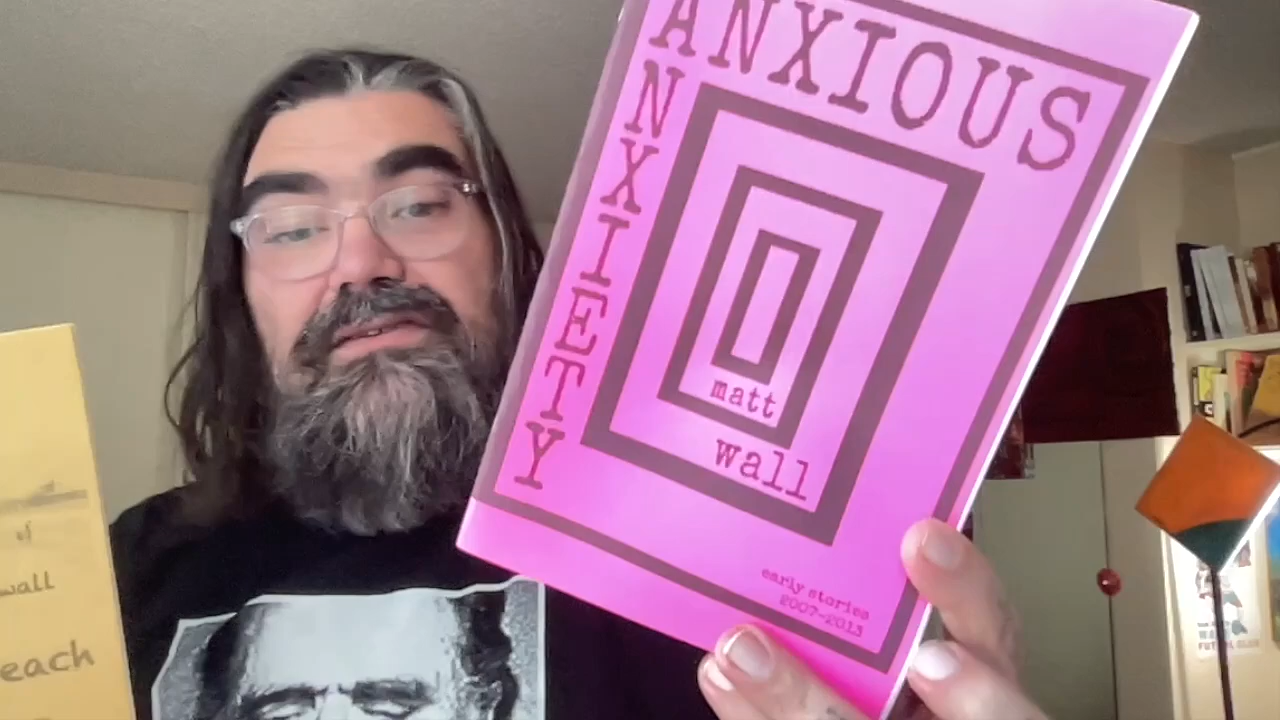 ANXIOUS
ANXIETY
matt
wall
early stories
2007-2013
of
wall
each